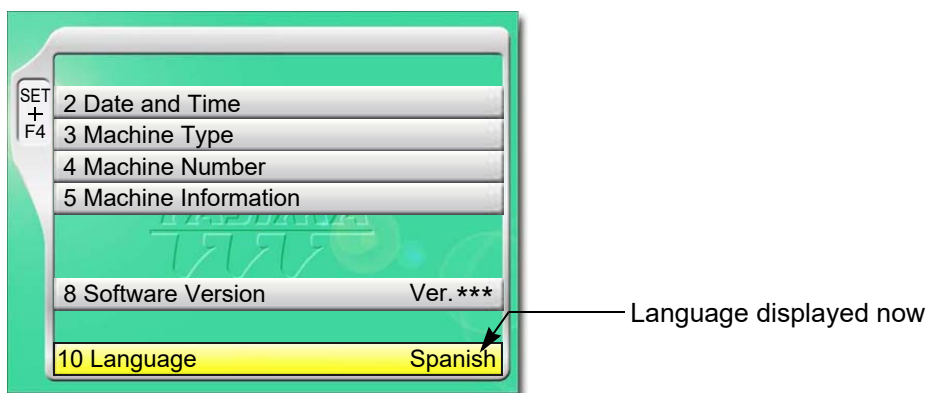 SET
+
F4
2 Date and Time
3 Machine Type
4 Machine Number
5 Machine Information
8 Software Version Ver.***
Language displayed now
10 Language Spanish